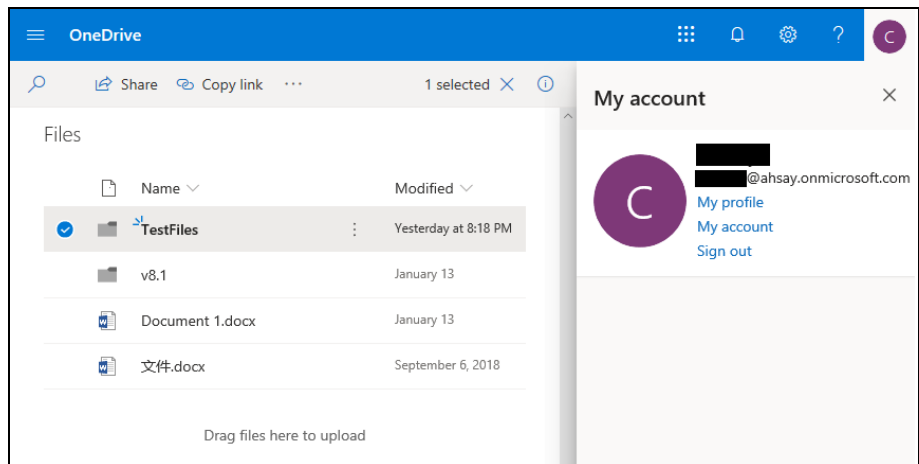 OneDrive
?
C
Share Copy link ··· 1 selected
My account
Files
Name Modified
TestFiles Yesterday at 8:18 PM
v8.1 January 13
Document 1.docx January 13
文件.docx September 6, 2018
Drag files here to upload
C
@ahsay.onmicrosoft.com
My profile
My account
Sign out